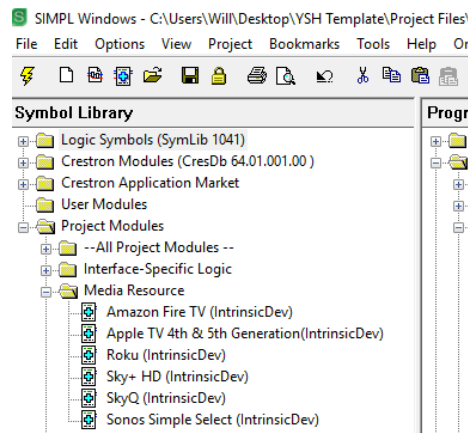 SIMPL Windows - C:\Users\Will\Desktop\YSH Template\Project Files\
File Edit Options View Project Bookmarks Tools Help
Symbol Library
Progr
Logic Symbols (SymLib 1041)
Crestron Modules (CresDb 64.01.001.00 )
Crestron Application Market
User Modules
Project Modules
--All Project Modules --
Interface-Specific Logic
Media Resource
Amazon Fire TV (IntrinsicDev)
Apple TV 4th & 5th Generation(IntrinsicDev)
Roku (IntrinsicDev)
Sky+ HD (IntrinsicDev)
SkyQ (IntrinsicDev)
Sonos Simple Select (IntrinsicDev)